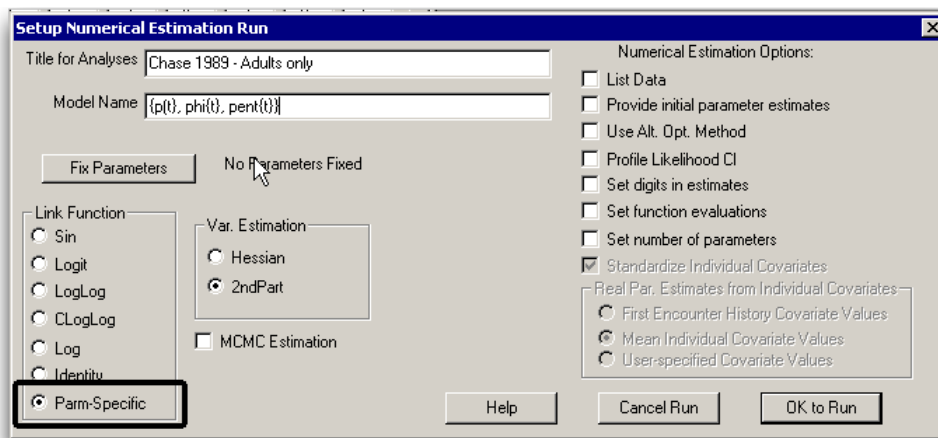 Setup Numerical Estimation Run
Title for Analyses Chase 1989 - Adults only
Model Name {p(t}, phi{t}, pent{t}}
Fix Parameters No Parameters Fixed
Link Function
Sin
Logit
LogLog
CLogLog
Log
Identity
Parm-Specific
Var. Estimation
Hessian
2ndPart
MCMC Estimation
Numerical Estimation Options:
List Data
Provide initial parameter estimates
Use Alt. Opt. Method
Profile Likelihood CI
Set digits in estimates
Set function evaluations
Set number of parameters
Standardize Individual Covariates
Real Par. Estimates from Individual Covariates
First Encounter History Covariate Values
Mean Individual Covariate Values
User-specified Covariate Values
Help Cancel Run OK to Run